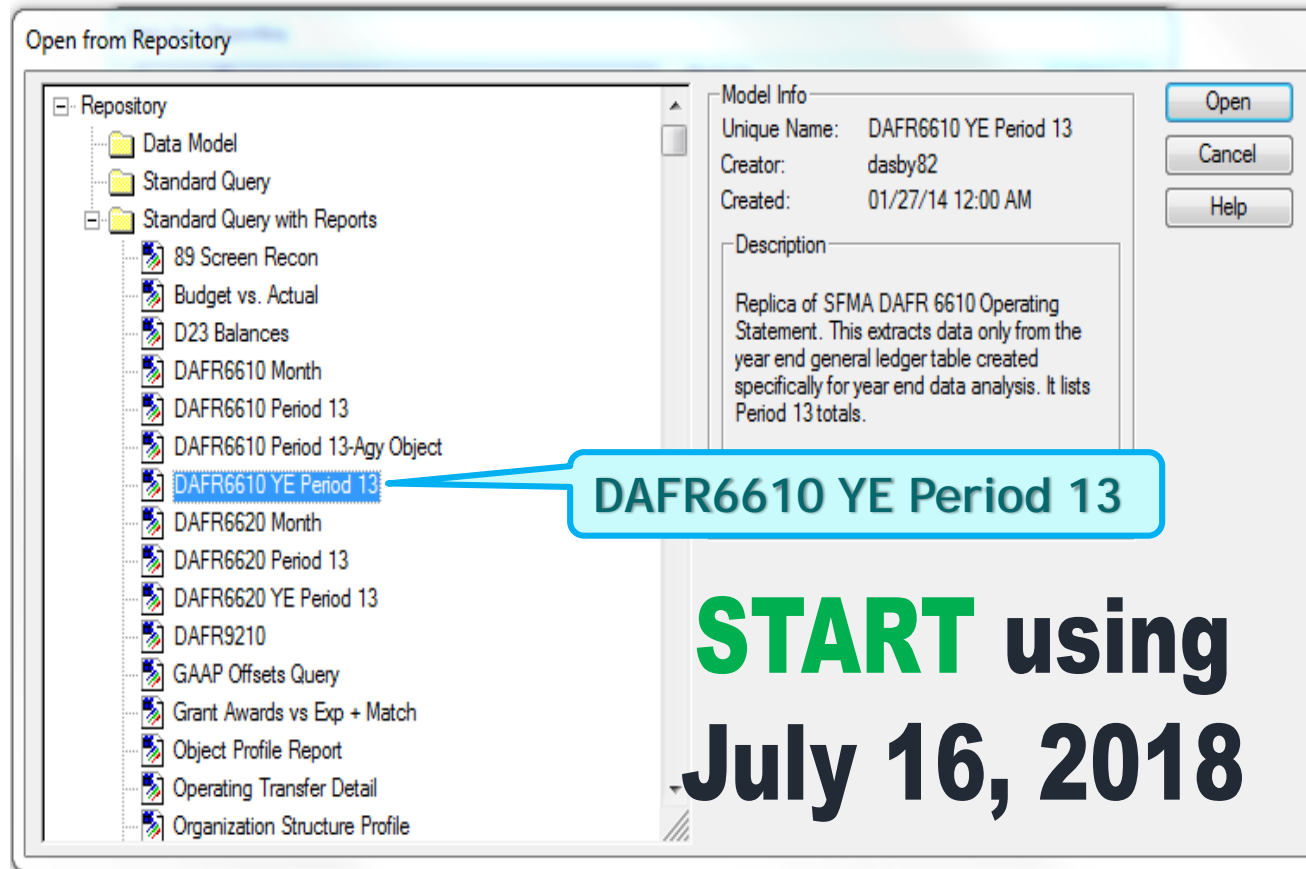 Open from Repository
Repository
Data Model
Standard Query
Standard Query with Reports
89 Screen Recon
Budget vs. Actual
D23 Balances
DAFR6610 Month
DAFR6610 Period 13
DAFR6610 Period 13-Agy Object
DAFR6610 YE Period 13
DAFR6620 Month
DAFR6620 Period 13
DAFR6620 YE Period 13
DAFR9210
GAAP Offsets Query
Grant Awards vs Exp + Match
Object Profile Report
Operating Transfer Detail
Organization Structure Profile
Model Info
Unique Name: DAFR6610 YE Period 13
Creator: dasby82
Created: 01/27/14 12:00 AM
Description
Replica of SFMA DAFR 6610 Operating
Statement. This extracts data only from the
year end general ledger table created
specifically for year end data analysis. It lists
Period 13 totals.
Open
Cancel
Help
DAFR6610 YE Period 13
START using
July 16, 2018